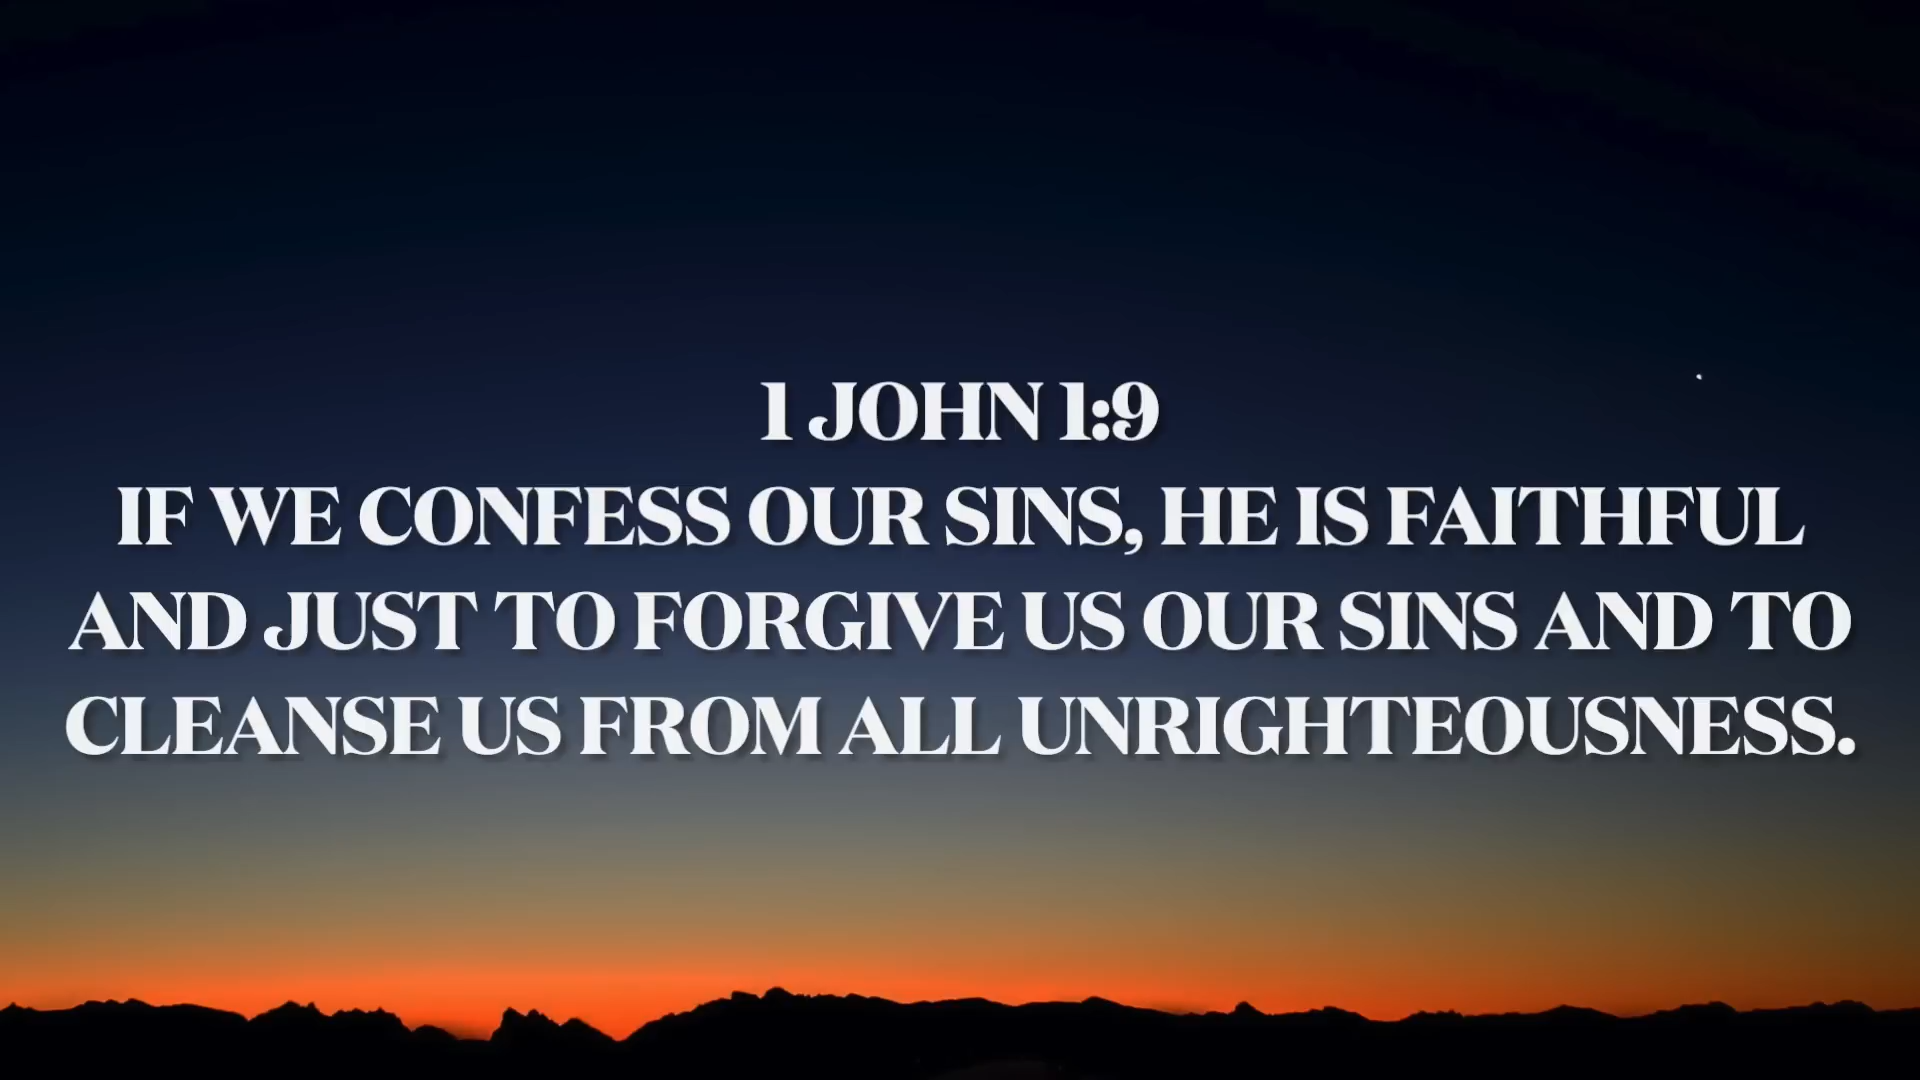 1 JOHN 1:9
IF WE CONFESS OUR SINS, HE IS FAITHFUL
AND JUST TO FORGIVE US OUR SINS AND TO
CLEANSE US FROM ALL UNRIGHTEOUSNESS.